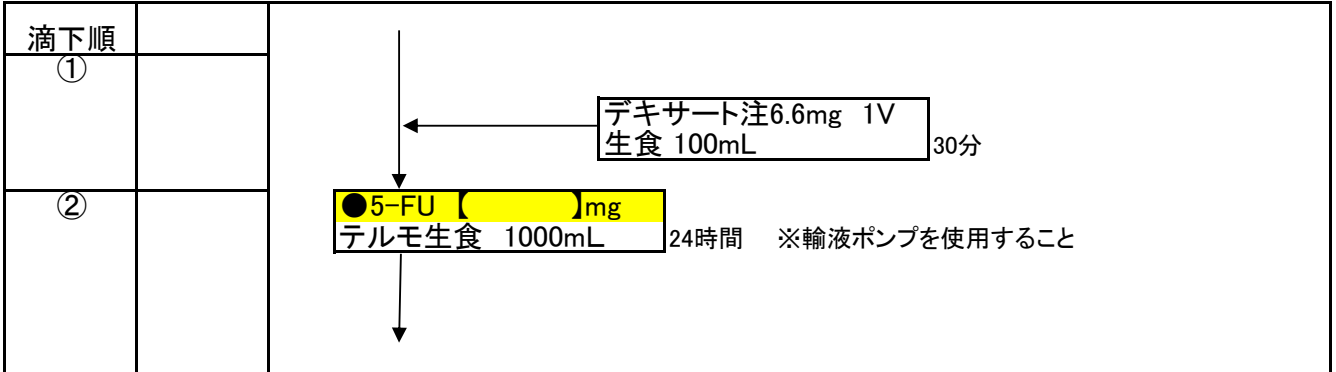 滴下順
①
デキサート注6.6mg 1V
生食 100mL
30分
②
●5-FU 【 】mg
テルモ生食 1000mL
24時間 ※輸液ポンプを使用すること